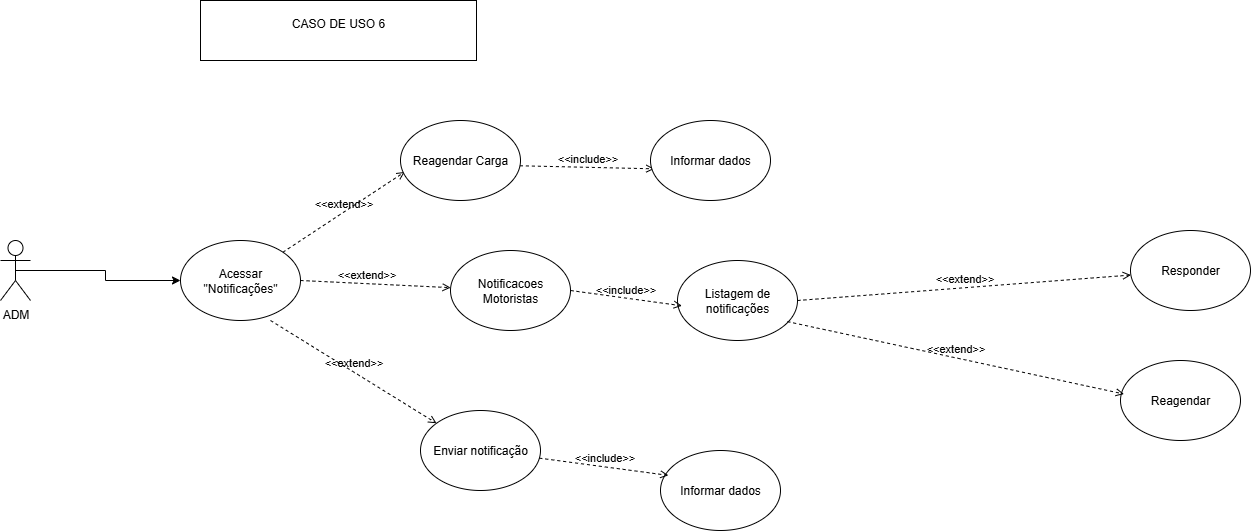 CASO DE USO 6
Reagendar Carga
<<include>>
Informar dados
<<extend>>
ADM
Acessar
"Notificações"
<<extend>>
Notificacoes
Motoristas
<<include>>
Listagem de
notificações
<<extend>>
Responder
<<extend>>
Reagendar
<<extend>>
Enviar notificação
<<include>>
Informar dados